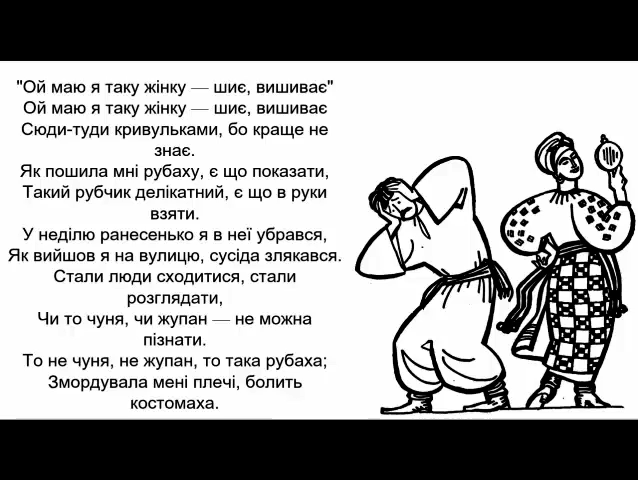 "Ой маю я таку жінку — шиє, вишиває"
Ой маю я таку жінку — шиє, вишиває
Сюди-туди кривульками, бо краще не
знає.
Як пошила мні рубаху, є що показати,
Такий рубчик делікатний, є що в руки
взяти.
У неділю ранесенько я в неї убрався,
Як вийшов я на вулицю, сусіда злякався.
Стали люди сходитися, стали
розглядати,
Чи то чуня, чи жупан — не можна
пізнати.
То не чуня, не жупан, то така рубаха;
Змордувала мені плечі, болить
костомаха.